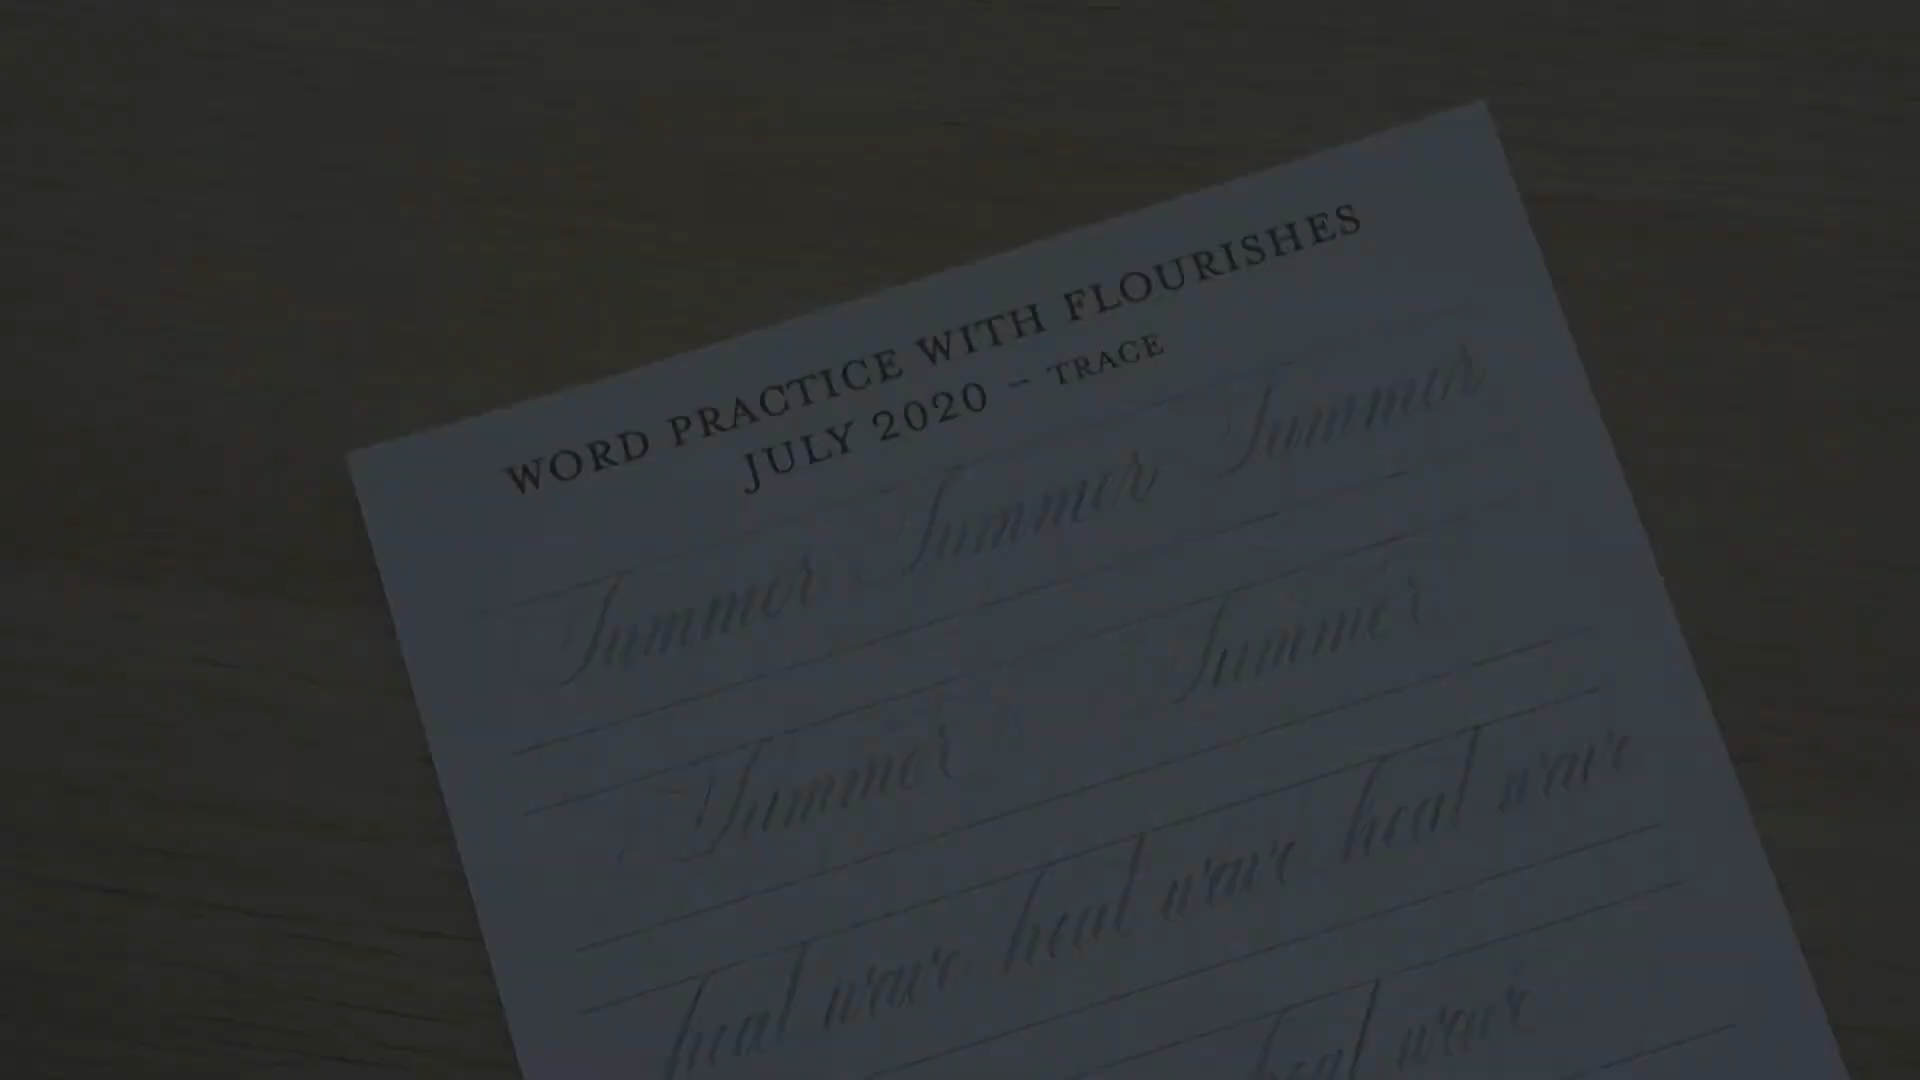 WORD PRACTICE WITH FLOURISHES
JULY 2020 – TRACE
Summer Summer Summer
Summer Summer
heat wave heat wave heat wave
heat wave